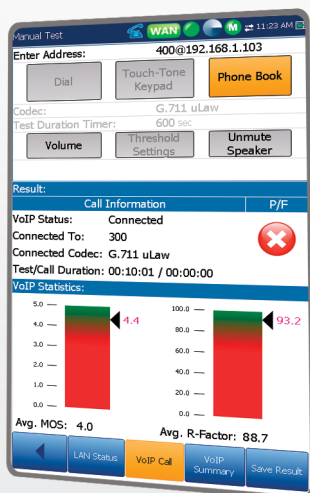 Manual Test WAN M 11:23 AM
Enter Address: 400@192.168.1.103
Dial Touch-Tone Keypad Phone Book
Codec: G.711 uLaw
Test Duration Timer: 600 sec
Volume Threshold Settings Unmute Speaker
Result:
Call Information P/F
VoIP Status: Connected
Connected To: 300
Connected Codec: G.711 uLaw
Test/Call Duration: 00:10:01 / 00:00:00
VoIP Statistics:
5.0 100.0
4.0 4.4 80.0 93.2
3.0 60.0
2.0 40.0
1.0 20.0
0.0 0.0
Avg. MOS: 4.0 Avg. R-Factor: 88.7
LAN Status VoIP Call VoIP Summary Save Result